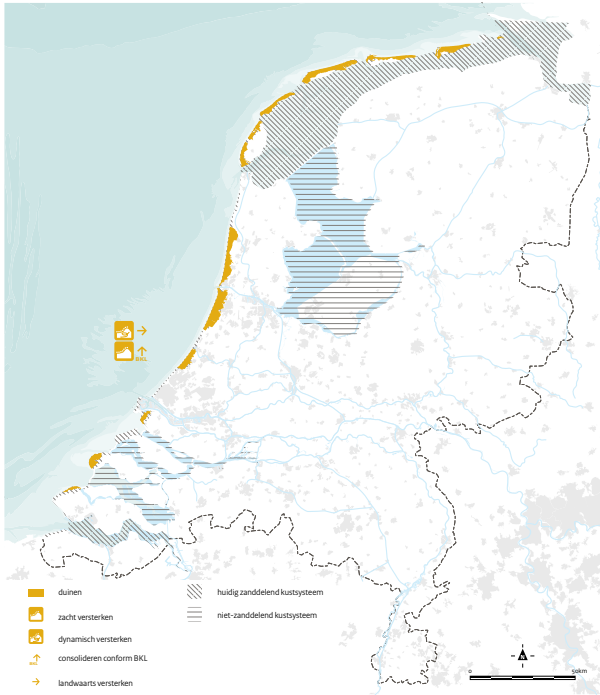 BKL
duinen
zacht versterken
dynamisch versterken
BKL
consolideren conform BKL
landwaarts versterken
huidig zanddelend kustsysteem
niet-zanddelend kustsysteem
N
0 50km